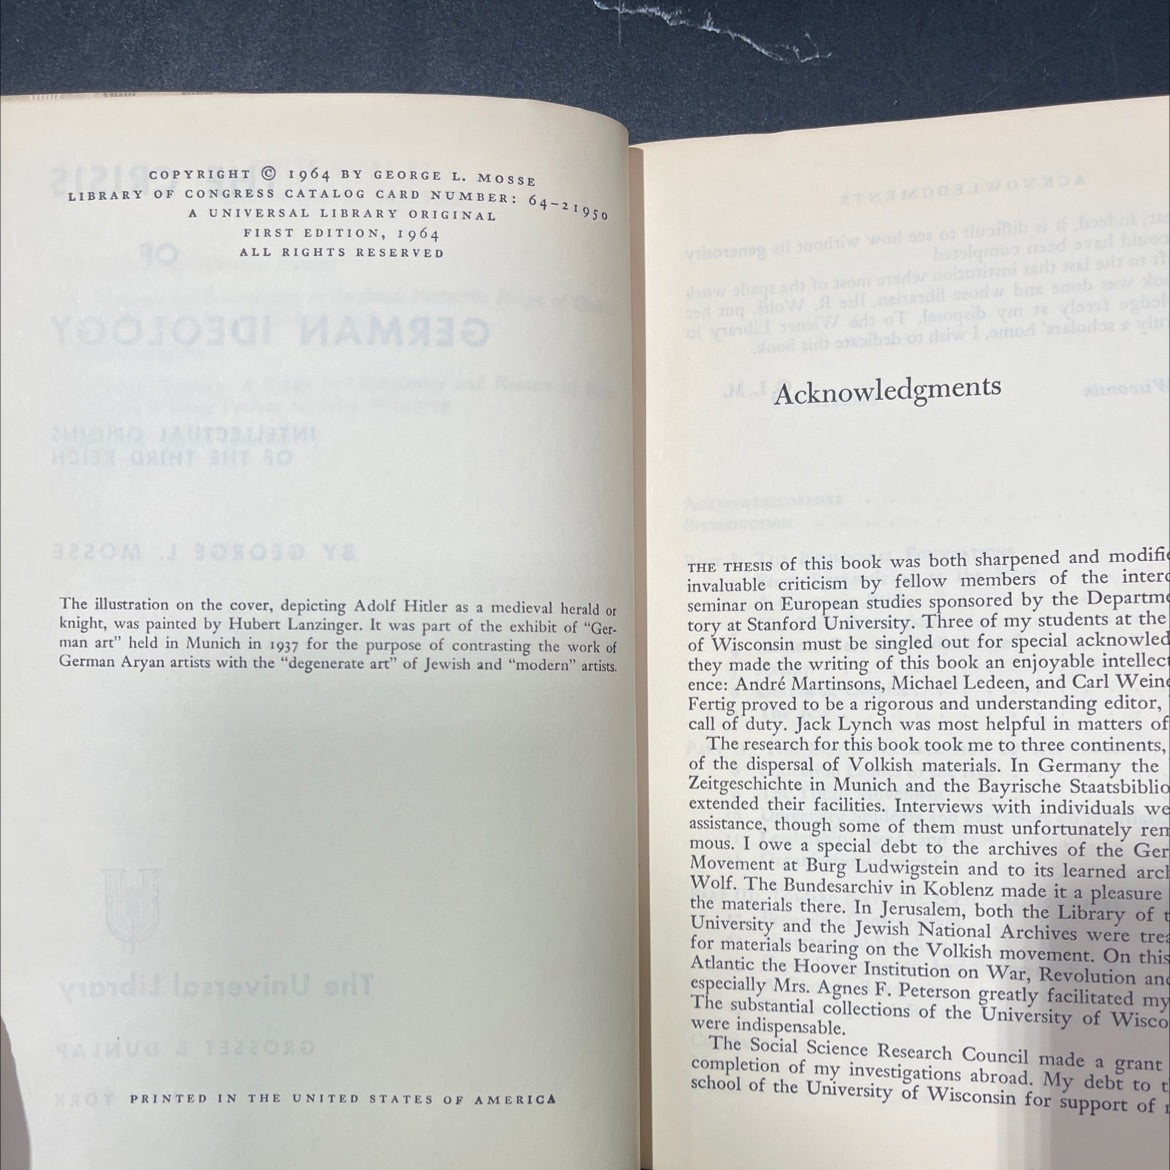 COPYRIGHT © 1964 BY GEORGE L. MOSSE
LIBRARY OF CONGRESS CATALOG CARD NUMBER: 64-21950
A UNIVERSAL LIBRARY ORIGINAL
FIRST EDITION, 1964
ALL RIGHTS RESERVED
The illustration on the cover, depicting Adolf Hitler as a medieval herald or
knight, was painted by Hubert Lanzinger. It was part of the exhibit of “Ger-
man art” held in Munich in 1937 for the purpose of contrasting the work of
German Aryan artists with the “degenerate art” of Jewish and “modern” artists.
PRINTED IN THE UNITED STATES OF AMERICA
Acknowledgments
THE THESIS of this book was both sharpened and modifie
invaluable criticism by fellow members of the interd
seminar on European studies sponsored by the Departme
tory at Stanford University. Three of my students at the
of Wisconsin must be singled out for special acknowled
they made the writing of this book an enjoyable intellect
ence: André Martinsons, Michael Ledeen, and Carl Wein
Fertig proved to be a rigorous and understanding editor,
call of duty. Jack Lynch was most helpful in matters of
The research for this book took me to three continents,
of the dispersal of Volkish materials. In Germany the
Zeitgeschichte in Munich and the Bayrische Staatsbiblio
extended their facilities. Interviews with individuals we
assistance, though some of them must unfortunately rem
mous. I owe a special debt to the archives of the Ger
Movement at Burg Ludwigstein and to its learned arch
Wolf. The Bundesarchiv in Koblenz made it a pleasure
the materials there. In Jerusalem, both the Library of t
University and the Jewish National Archives were trea
for materials bearing on the Volkish movement. On this
Atlantic the Hoover Institution on War, Revolution and
especially Mrs. Agnes F. Peterson greatly facilitated my
The substantial collections of the University of Wisco
were indispensable.
The Social Science Research Council made a grant
completion of my investigations abroad. My debt to t
school of the University of Wisconsin for support of